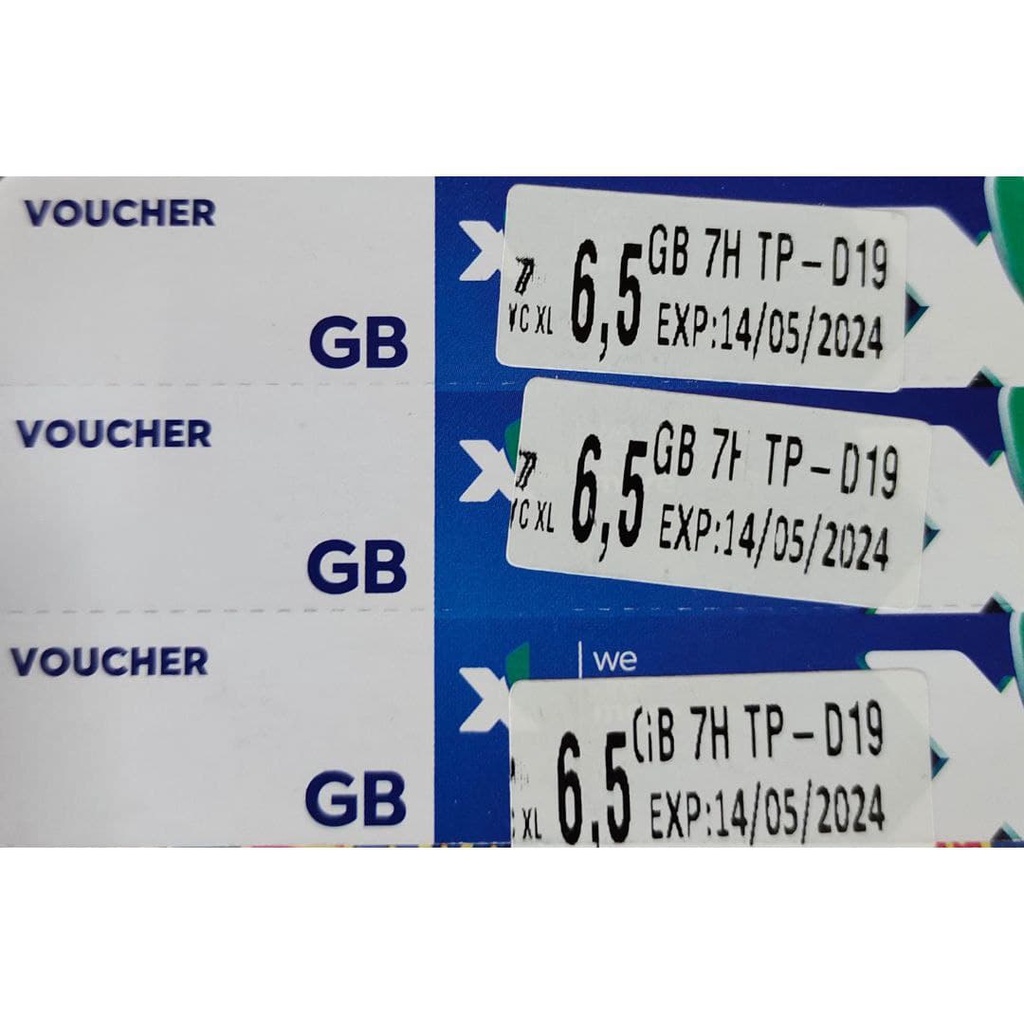 VOUCHER
GB
VC XL 6,5 GB 7H TP-D19
EXP:14/05/2024
VOUCHER
GB
VC XL 6,5 GB 7H TP-D19
EXP:14/05/2024
VOUCHER
GB
we
XL 6,5 GB 7H TP-D19
EXP:14/05/2024